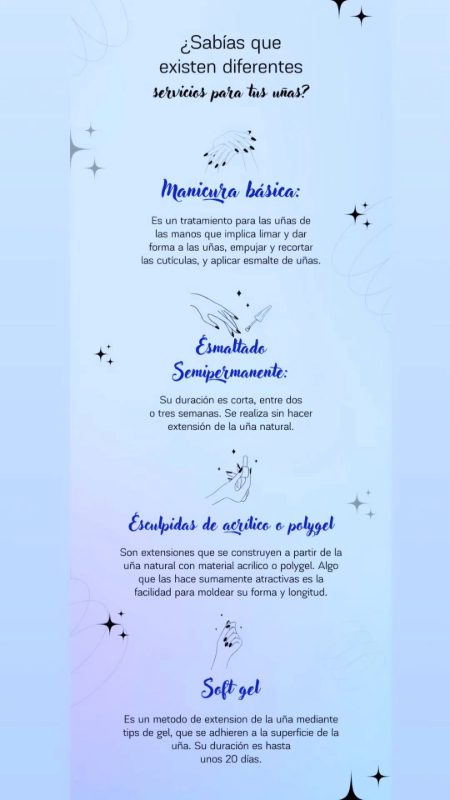 ¿Sabías que
existen diferentes
servicios para tus uñas?
Manicura básica:
Es un tratamiento para las uñas de
las manos que implica limar y dar
forma a las uñas, empujar y recortar
las cutículas, y aplicar esmalte de uñas.
Ésmaltado
Semipermanente:
Su duración es corta, entre dos
o tres semanas. Se realiza sin hacer
extensión de la uña natural.
Ésculpidas de acrílico o polygel
Son extensiones que se construyen a partir de la
uña natural con material acrilico o polygel. Algo
que las hace sumamente atractivas es la
facilidad para moldear su forma y longitud.
Soft gel
Es un metodo de extension de la uña mediante
tips de gel, que se adhieren a la superficie de la
uña. Su duración es hasta
unos 20 días.